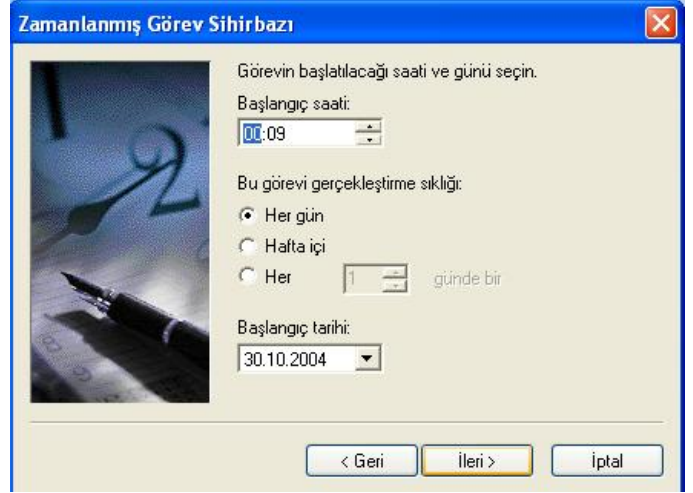 Zamanlanmış Görev Sihirbazı
Görevin başlatılacağı saati ve günü seçin.
Başlangıç saati:
00:09
Bu görevi gerçekleştirme sıklığı:
Her gün
Hafta içi
Her 1 günde bir
Başlangıç tarihi:
30.10.2004
< Geri İleri > İptal